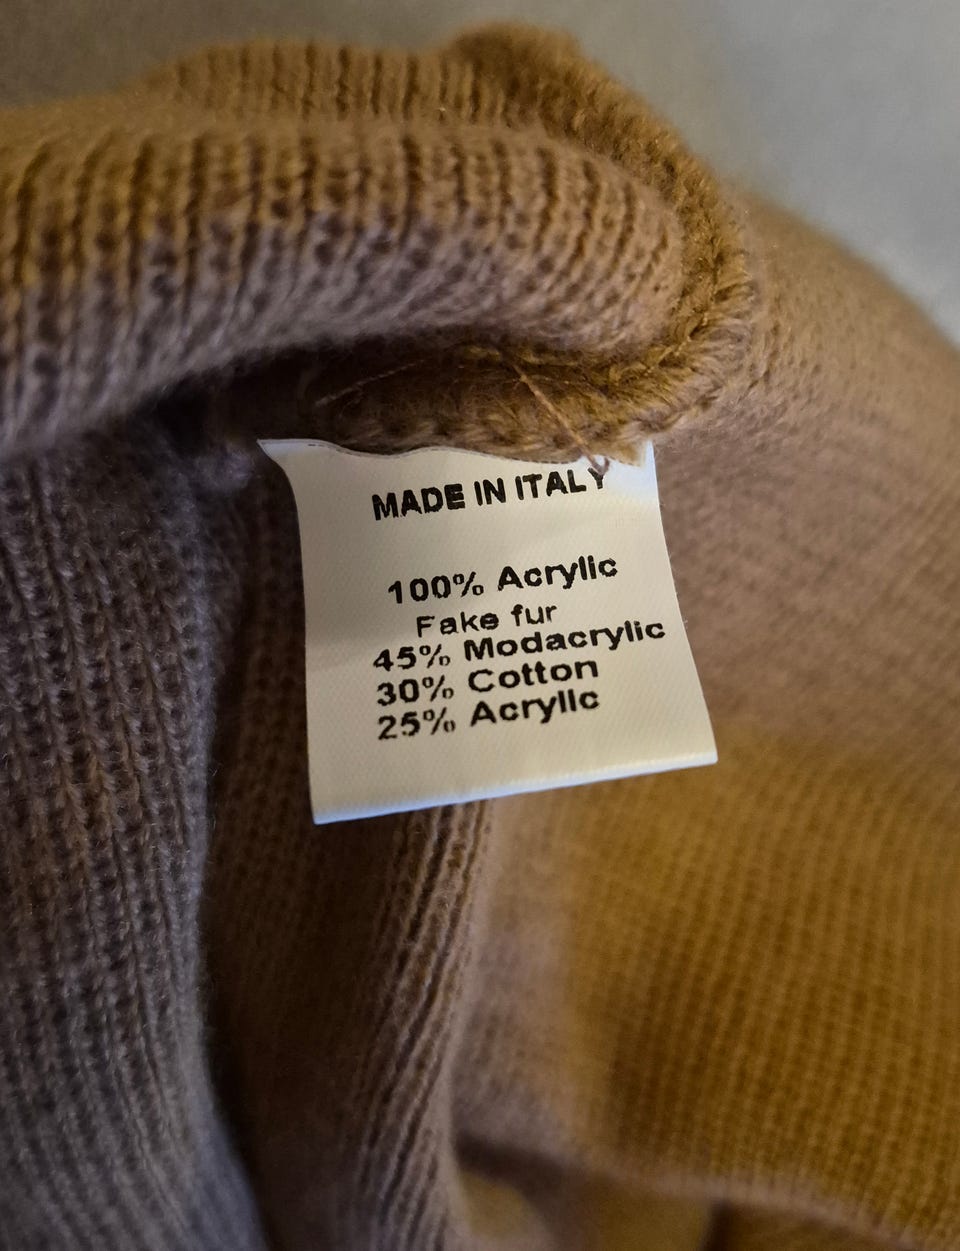 MADE IN ITALY
100% Acrylic
Fake fur
45% Modacrylic
30% Cotton
25% Acrylic